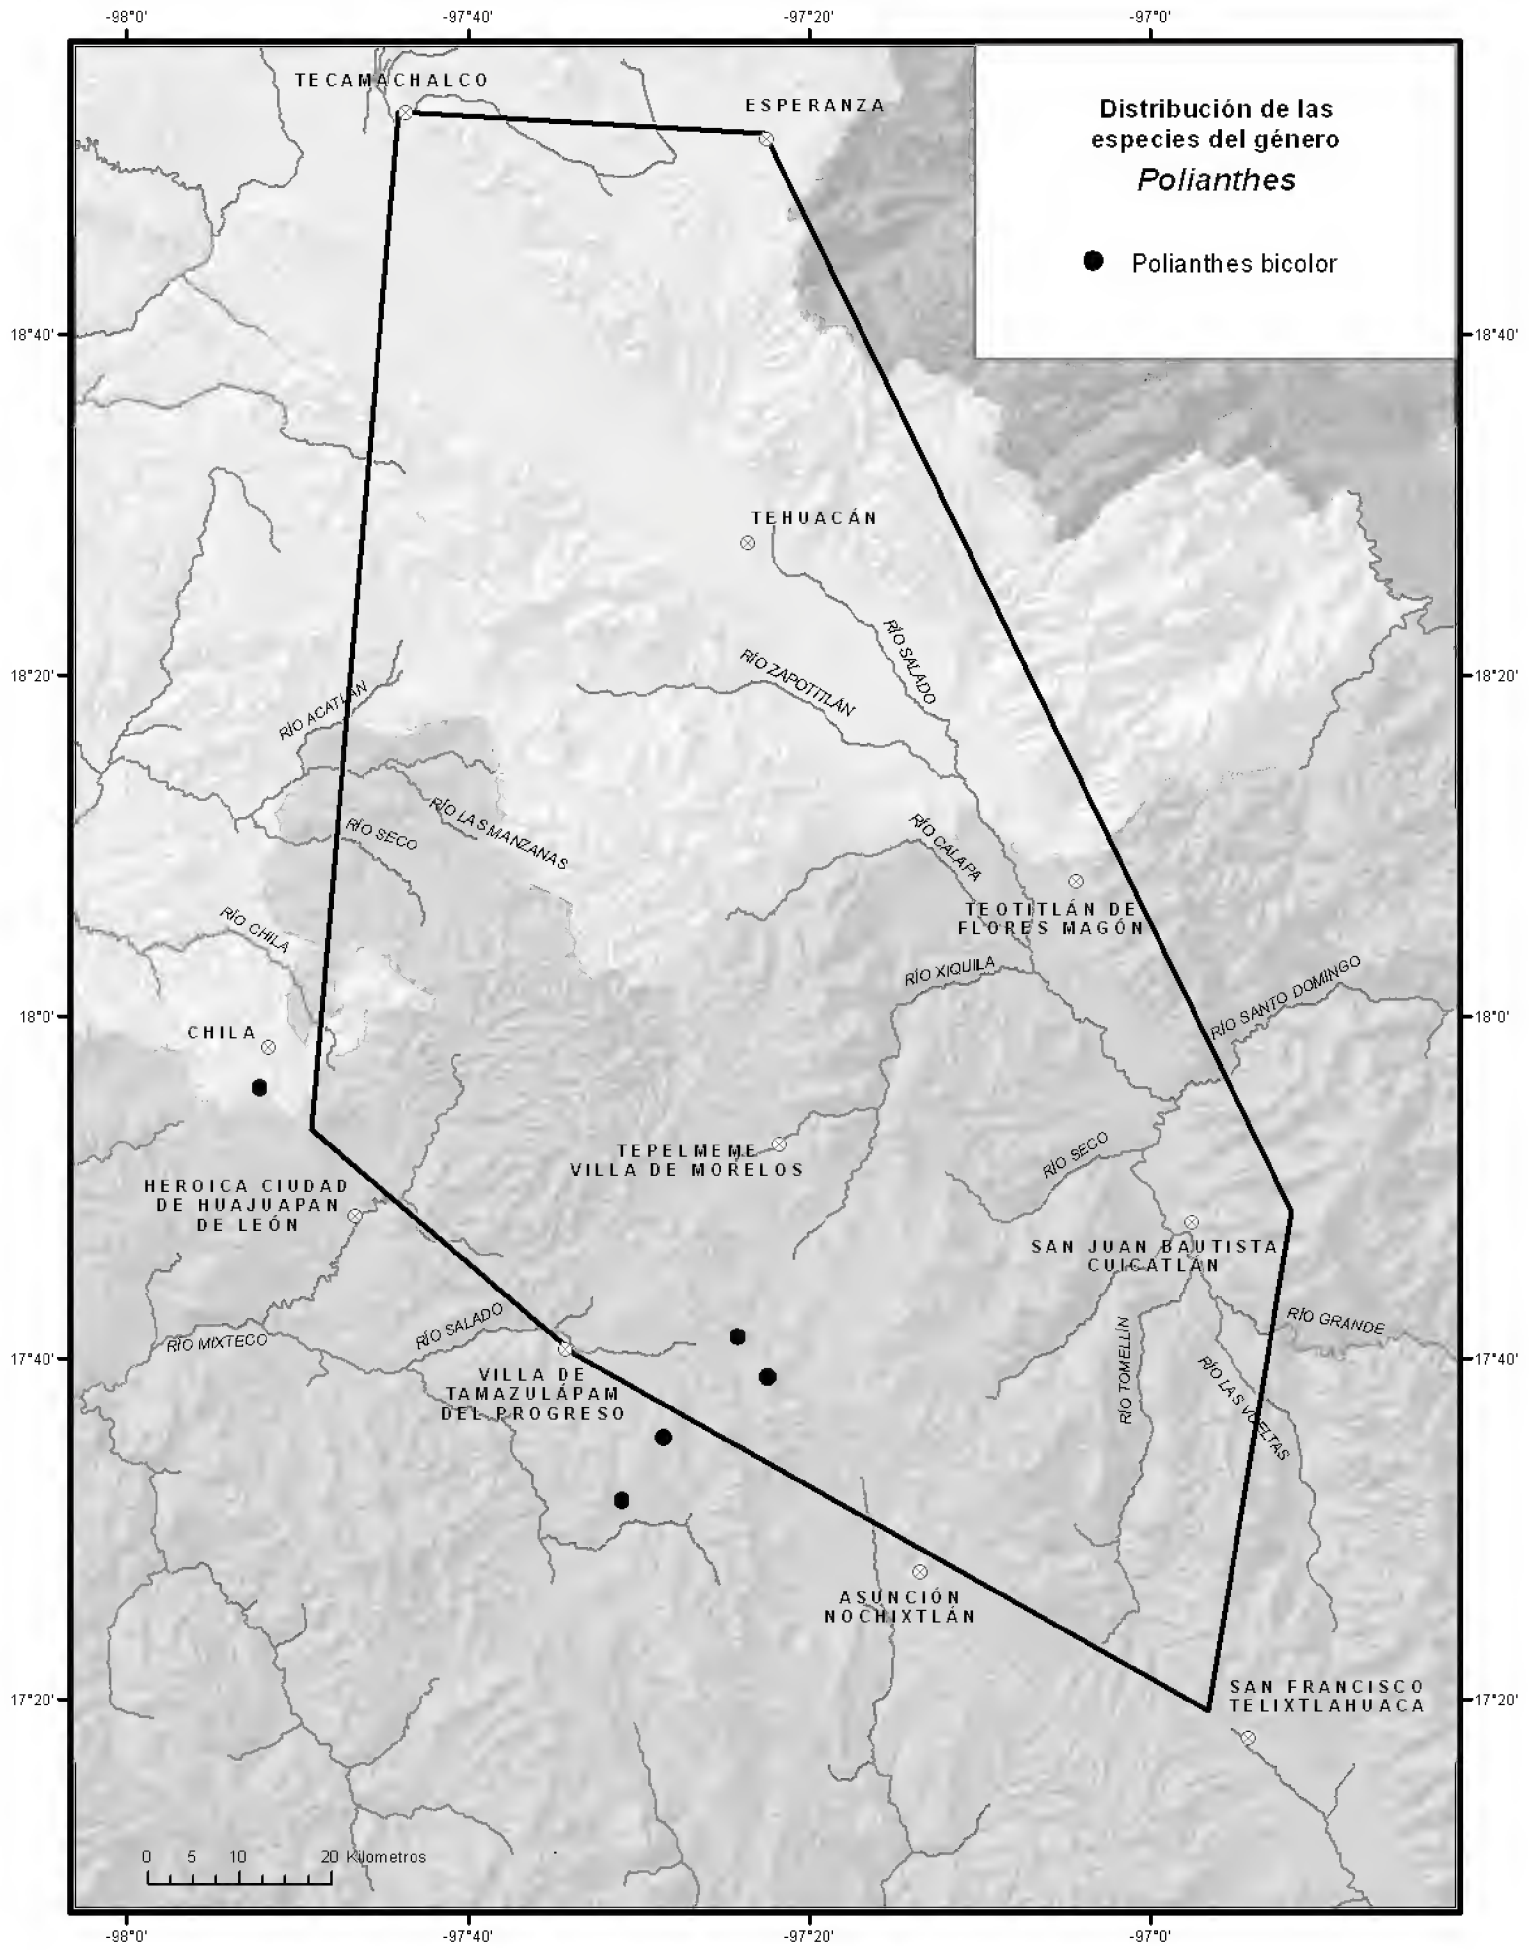 -98°0'
-97°40'
-97°20'
-97°0'
TECAMACHALCO
ESPERANZA
Distribución de las
especies del género
Polianthes
Polianthes bicolor
18°40'
18°40'
TEHUACÁN
RÍO SALADO
RÍO ZAPOTITLÁN
18°20'
18°20'
RÍO ACATLÁN
RÍO LAS MANZANAS
RÍO SECO
RÍO CALAPA
TEOTITLÁN DE
FLORES MAGÓN
RÍO CHILA
RÍO XIQUILA
RÍO SANTO DOMINGO
18°0'
18°0'
CHILA
TEPELMEME
VILLA DE MORELOS
RÍO SECO
HEROICA CIUDAD
DE HUAJUAPAN
DE LEÓN
SAN JUAN BAUTISTA
CUICATLÁN
RÍO GRANDE
RÍO MIXTECO
RÍO SALADO
17°40'
17°40'
VILLA DE
TAMAZULÁPAM
DEL PROGRESO
RÍO TOMELLÍN
RÍO LAS VUELTAS
ASUNCIÓN
NOCHIXTLÁN
17°20'
17°20'
SAN FRANCISCO
TELIXTLAHUACA
0 5 10 20 Kilometros
-98°0'
-97°40'
-97°20'
-97°0'